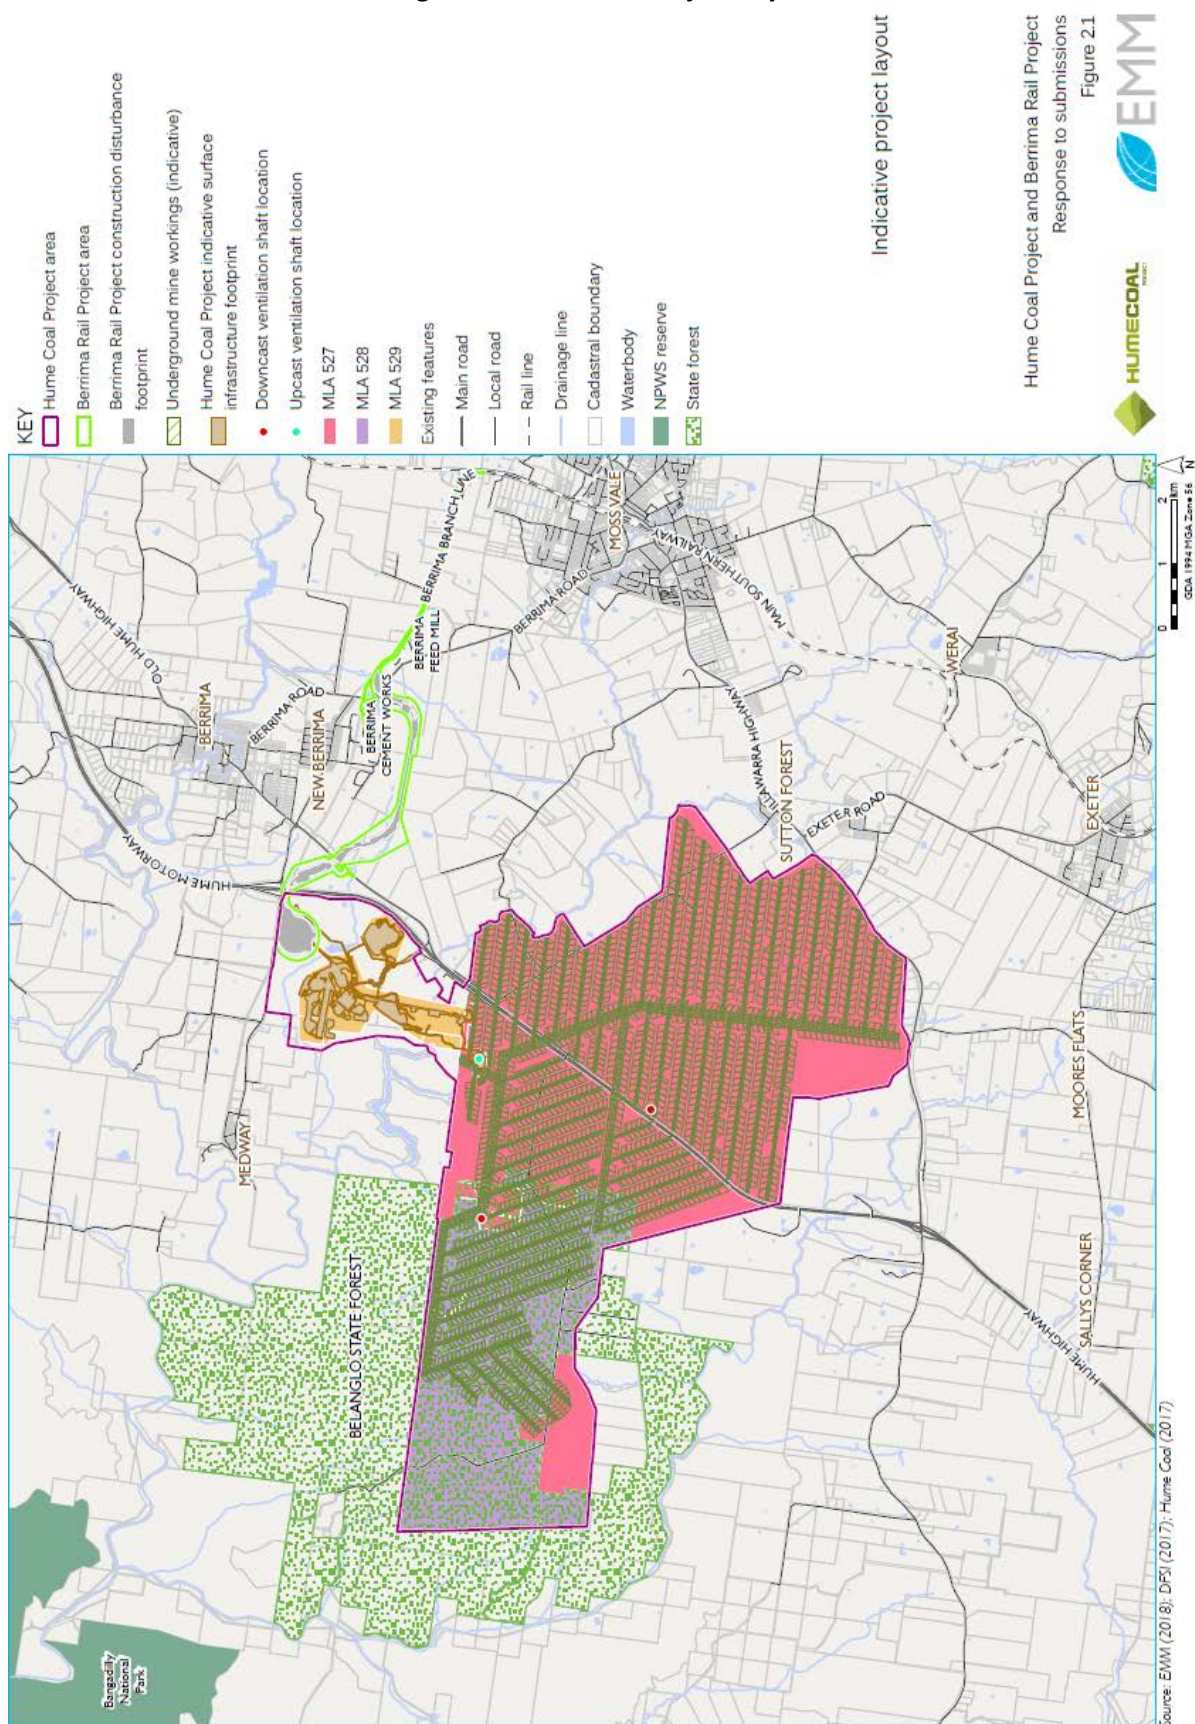 KEY
Hume Coal Project area
Berrima Rail Project area
Berrima Rail Project construction disturbance
footprint
Underground mine workings (indicative)
Hume Coal Project indicative surface
infrastructure footprint
Downcast ventilation shaft location
Upcast ventilation shaft location
MLA 527
MLA 528
MLA 529
Existing features
Main road
Local road
Rail line
Drainage line
Cadastral boundary
Waterbody
NPWS reserve
State forest
Indicative project layout
Hume Coal Project and Berrima Rail Project
Response to submissions
Figure 2.1
HUMECOAL
PROJECT
EMM
Bangadilly
National
Park
BELANGLO STATE FOREST
MEDWAY
HUME MOTORWAY
OLD HUME HIGHWAY
BERRIMA
BERRIMA ROAD
NEW BERRIMA
BERRIMA
CEMENT WORKS
BERRIMA
FEED MILL
BERRIMA BRANCH LINE
BERRIMA ROAD
MOSS VALE
MAIN SOUTHERN RAILWAY
ILLAWARRA HIGHWAY
SUTTON FOREST
EXETER ROAD
WERAI
EXETER
MOORES FLATS
SALLYS CORNER
HUME HIGHWAY
0 1 2
km
GDA 1994 MGA Zone 56
N
Source: EMM (2018); DFSI (2017); Hume Coal (2017)